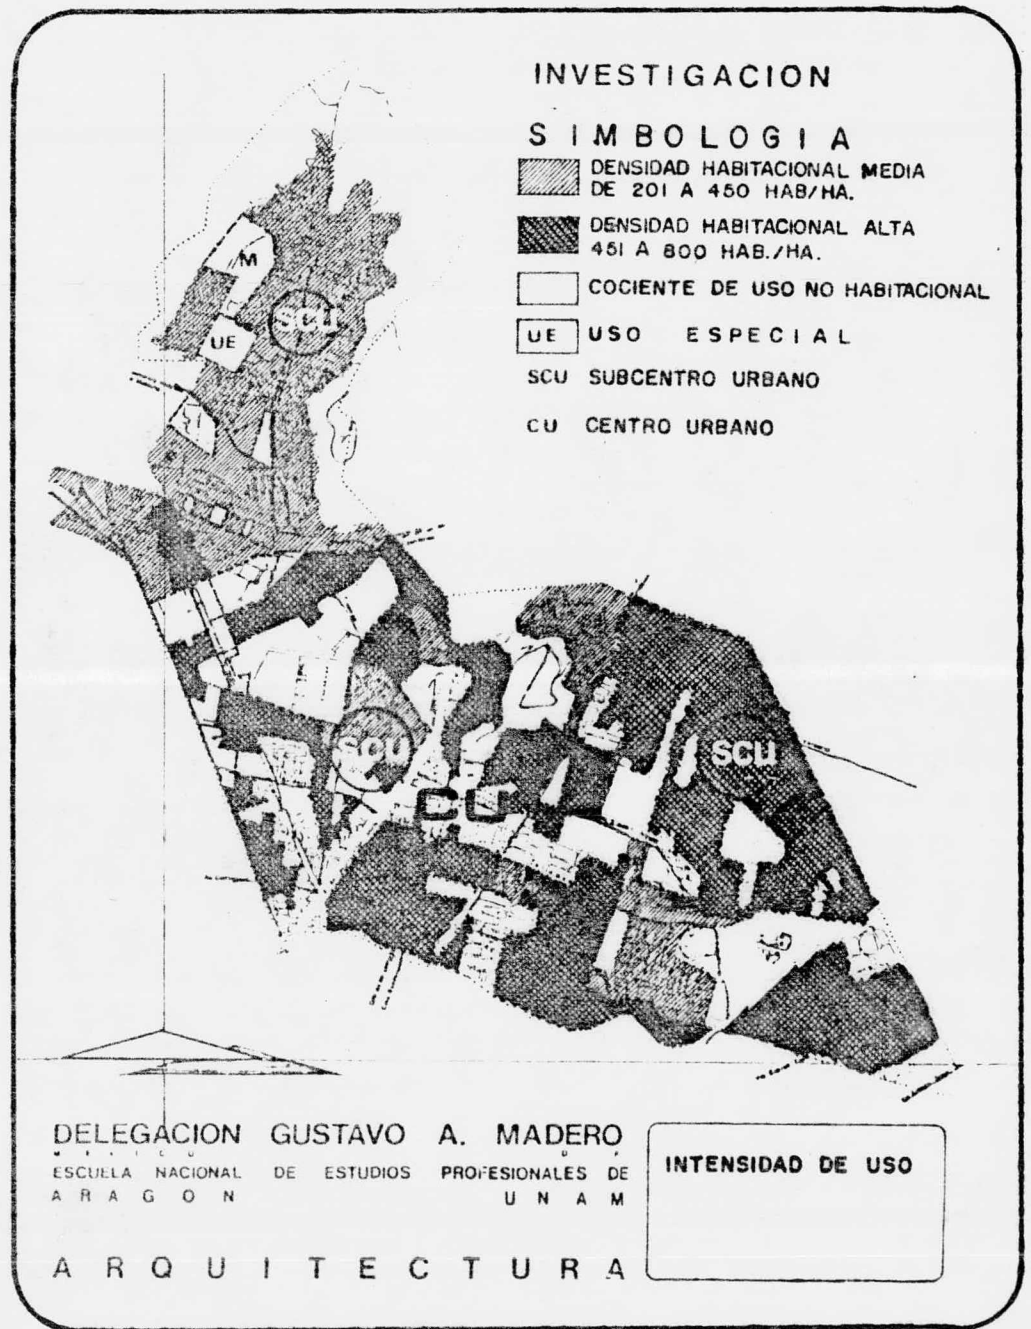 INVESTIGACION
SIMBOLOGIA
DENSIDAD HABITACIONAL MEDIA
DE 201 A 450 HAB/HA.
DENSIDAD HABITACIONAL ALTA
451 A 800 HAB./HA.
COCIENTE DE USO NO HABITACIONAL
UE USO ESPECIAL
SCU SUBCENTRO URBANO
CU CENTRO URBANO
M
SCU
UE
SCU
SCU
CU
DELEGACION GUSTAVO A. MADERO
MEXICO D F
ESCUELA NACIONAL DE ESTUDIOS PROFESIONALES DE
ARAGON UNAM
ARQUITECTURA
INTENSIDAD DE USO